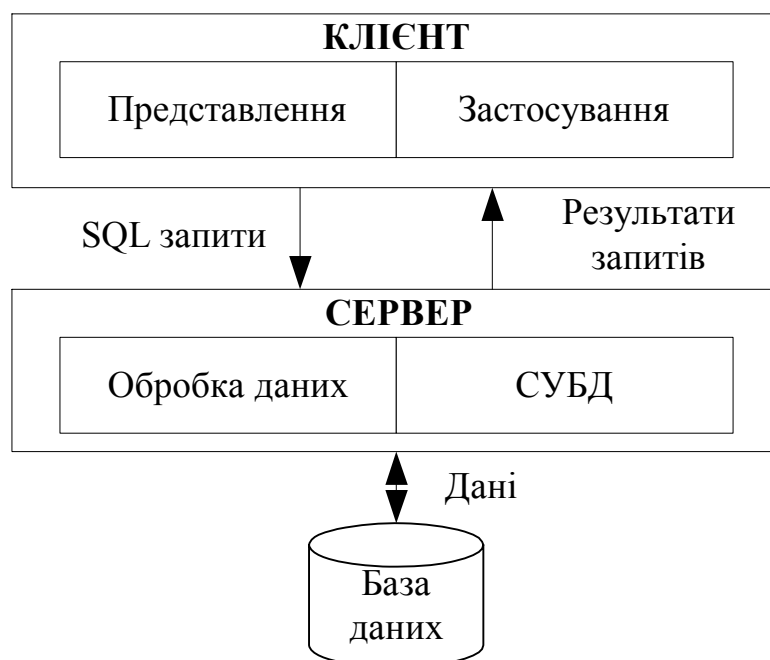 КЛІЄНТ
Представлення
Застосування
SQL запити
Результати
запитів
СЕРВЕР
Обробка даних
СУБД
Дані
База
даних